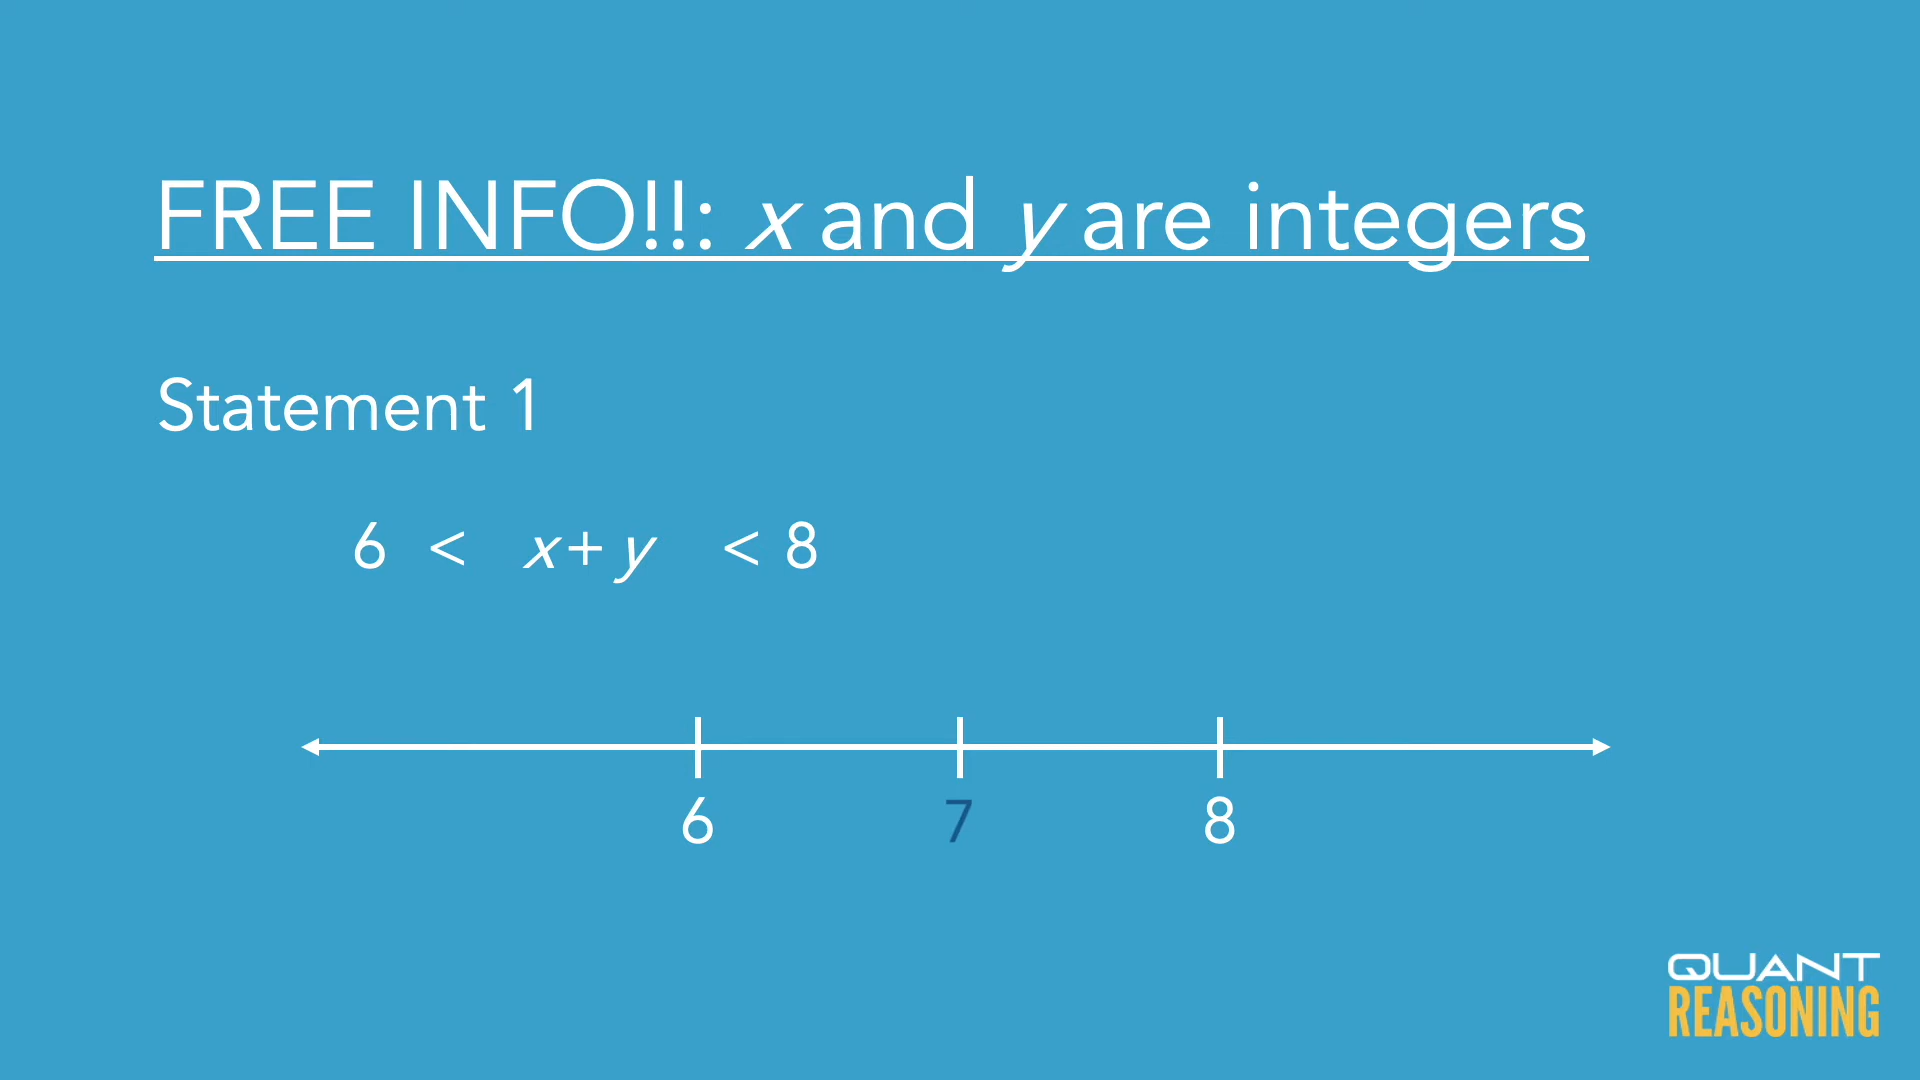 FREE INFO!!: x and y are integers
Statement 1
6 < x + y < 8
6 7 8
QUANT
REASONING